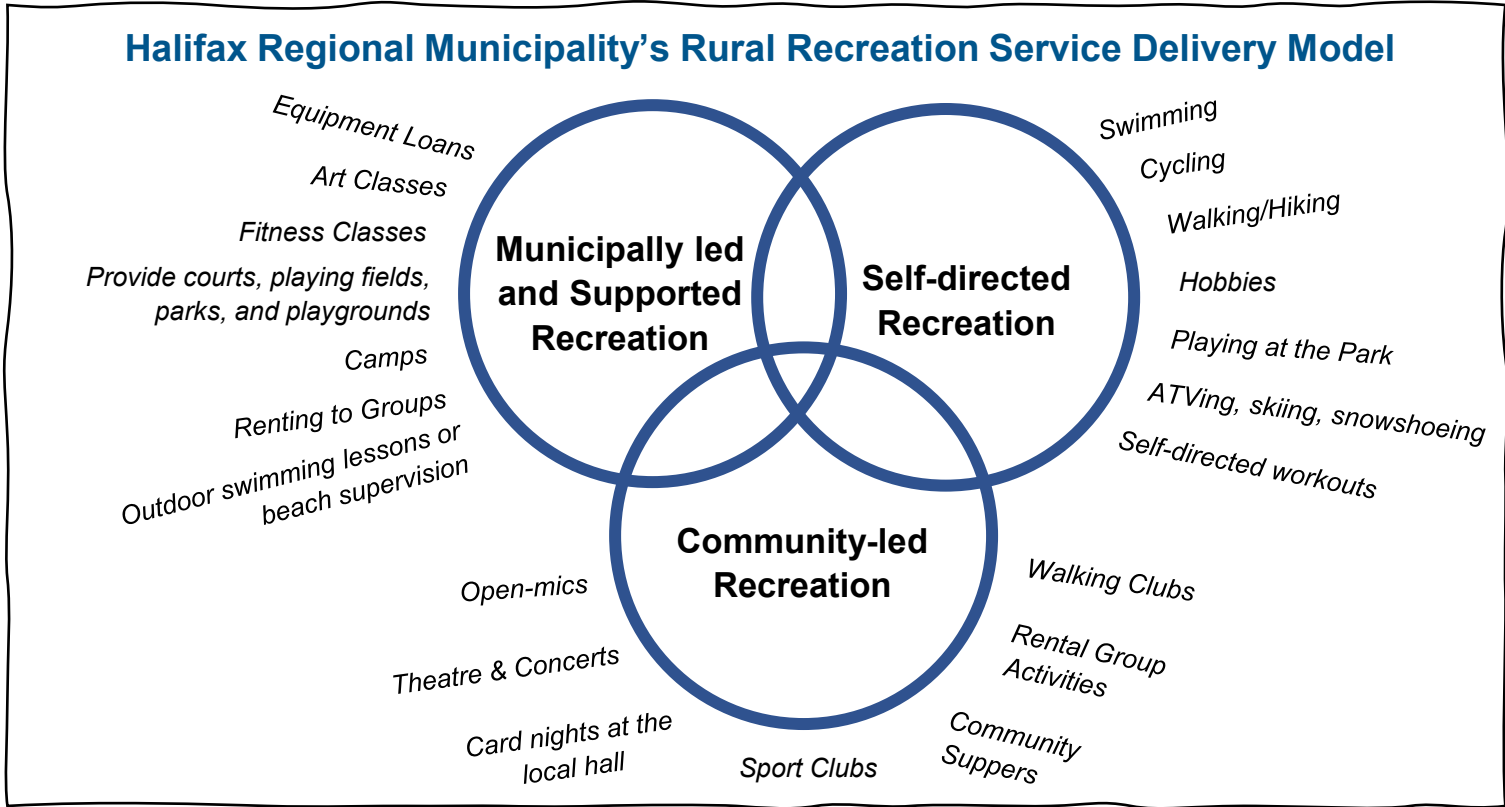 Halifax Regional Municipality’s Rural Recreation Service Delivery Model
Equipment Loans
Art Classes
Fitness Classes
Provide courts, playing fields,
parks, and playgrounds
Camps
Renting to Groups
Outdoor swimming lessons or
beach supervision
Municipally led
and Supported
Recreation
Self-directed
Recreation
Swimming
Cycling
Walking/Hiking
Hobbies
Playing at the Park
ATVing, skiing, snowshoeing
Self-directed workouts
Community-led
Recreation
Open-mics
Theatre & Concerts
Card nights at the
local hall
Sport Clubs
Walking Clubs
Rental Group
Activities
Community
Suppers